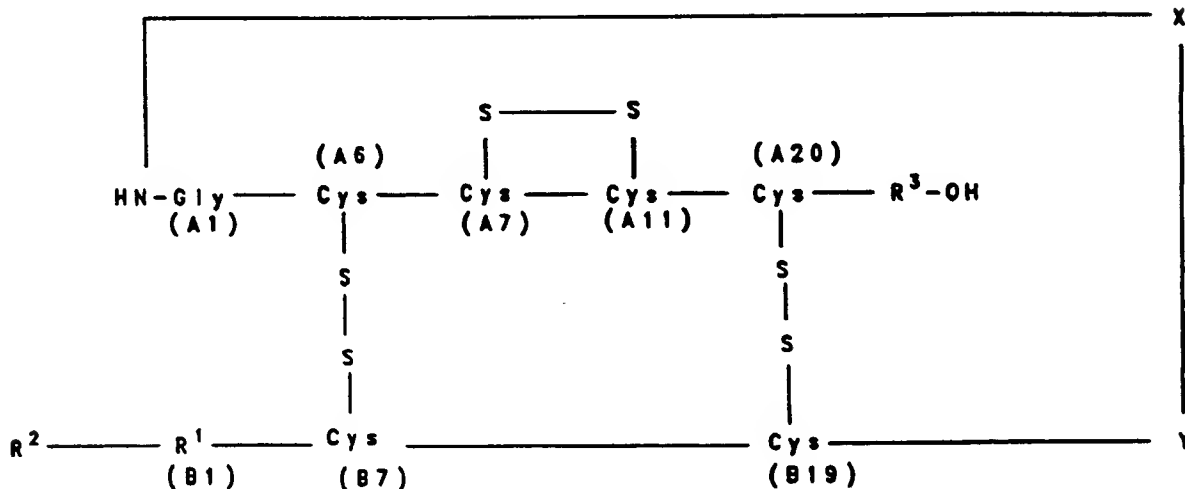 X
S S
(A6) (A20)
HN-Gly Cys Cys Cys Cys R³-OH
(A1) (A7) (A11)
S S
S S
R² R¹ Cys Cys Y
(B1) (B7) (B19)